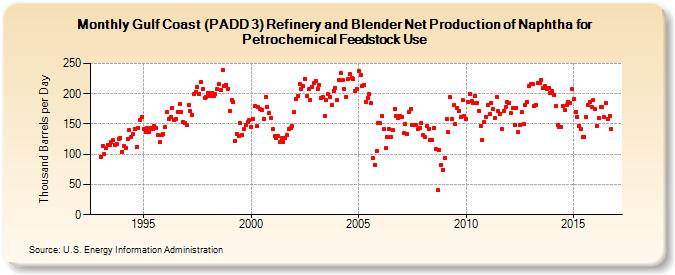 Monthly Gulf Coast (PADD 3) Refinery and Blender Net Production of Naphtha for
Petrochemical Feedstock Use
Thousand Barrels per Day
250
200
150
100
50
0
1995
2000
2005
2010
2015
Source: U.S. Energy Information Administration